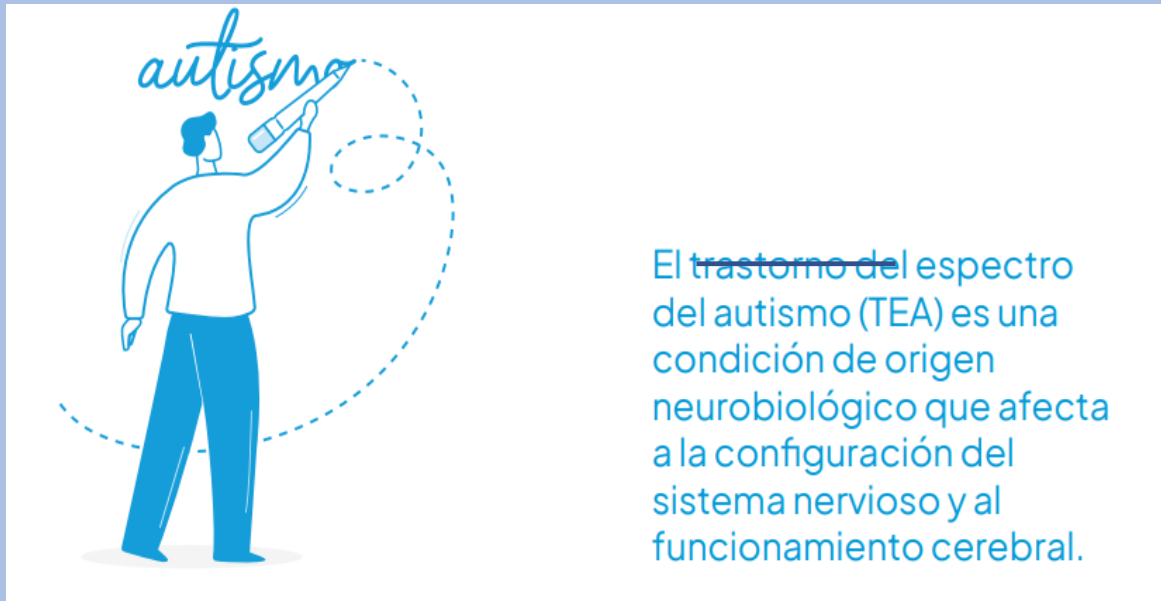 autismo
El trastorno del espectro
del autismo (TEA) es una
condición de origen
neurobiológico que afecta
a la configuración del
sistema nervioso y al
funcionamiento cerebral.